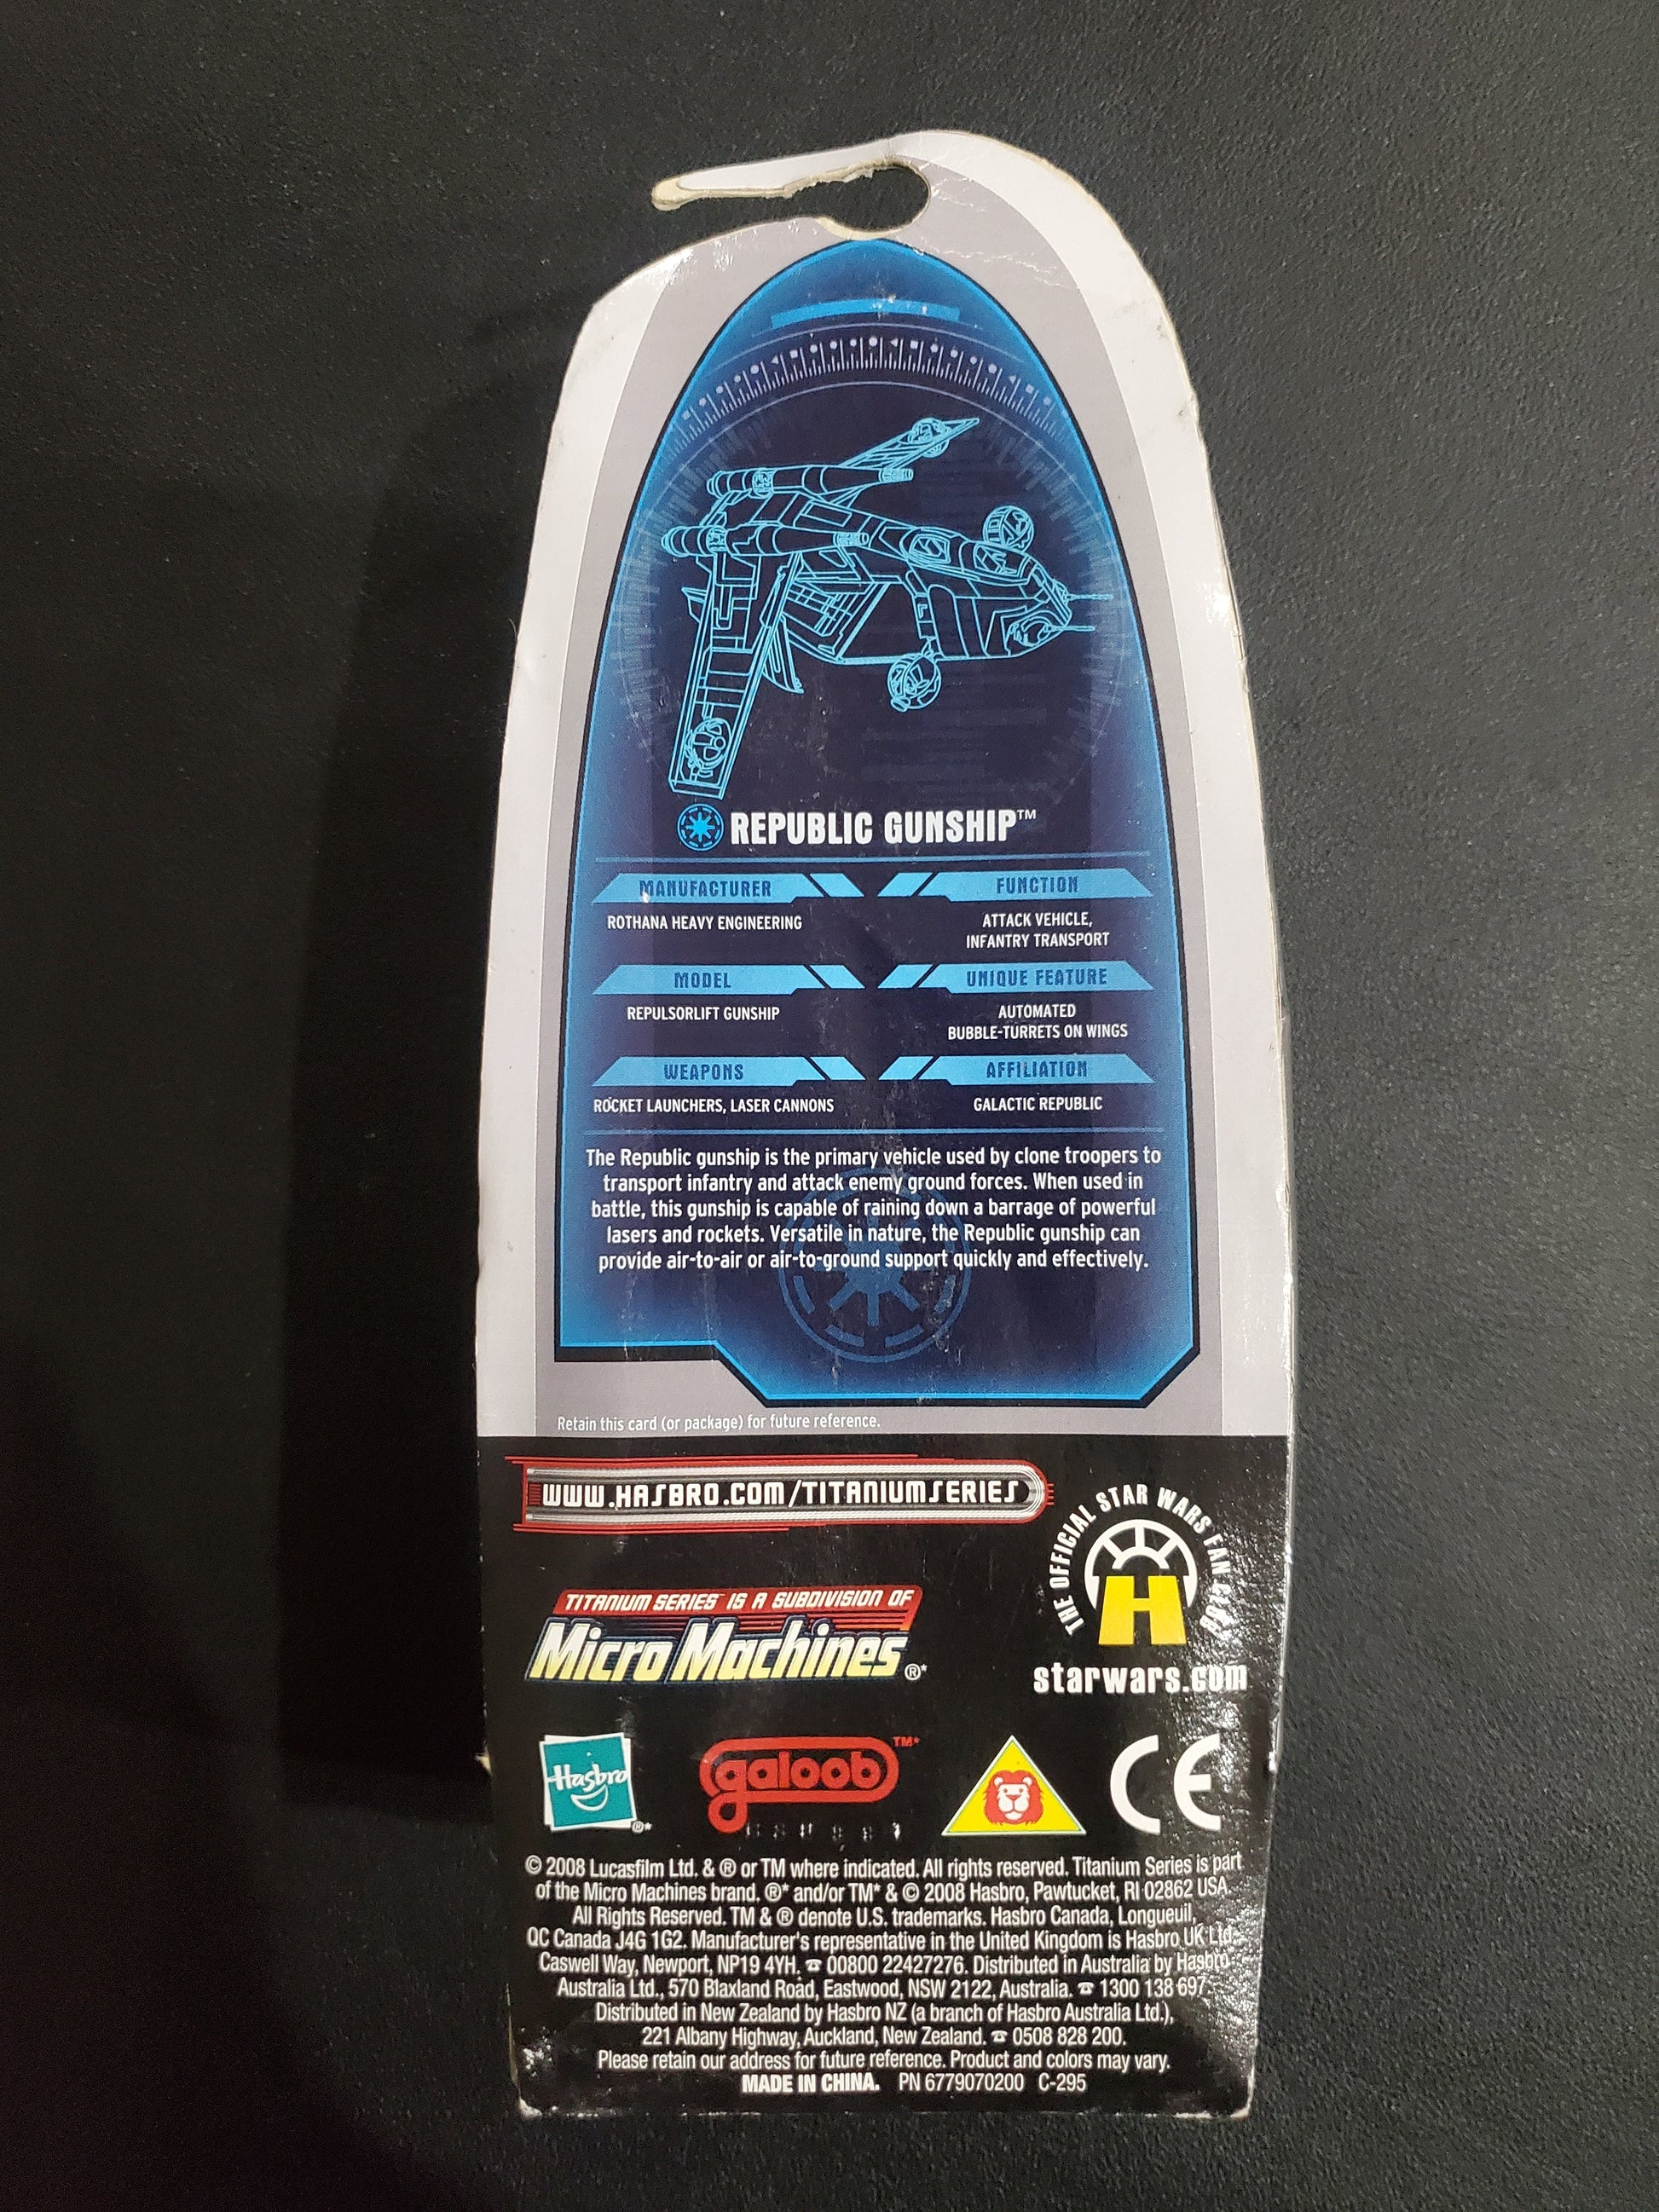 REPUBLIC GUNSHIP™
MANUFACTURER
ROTHANA HEAVY ENGINEERING
FUNCTION
ATTACK VEHICLE,
INFANTRY TRANSPORT
MODEL
REPULSORLIFT GUNSHIP
UNIQUE FEATURE
AUTOMATED
BUBBLE-TURRETS ON WINGS
WEAPONS
ROCKET LAUNCHERS, LASER CANNONS
AFFILIATION
GALACTIC REPUBLIC
The Republic gunship is the primary vehicle used by clone troopers to
transport infantry and attack enemy ground forces. When used in
battle, this gunship is capable of raining down a barrage of powerful
lasers and rockets. Versatile in nature, the Republic gunship can
provide air-to-air or air-to-ground support quickly and effectively.
Retain this card (or package) for future reference.
WWW.HASBRO.COM/TITANIUMSERIES
THE OFFICIAL STAR WARS FAN
H
starwars.com
TITANIUM SERIES™ IS A SUBDIVISION OF
Micro Machines®*
Hasbro®*
galoob™*
CE
© 2008 Lucasfilm Ltd. & ® or TM where indicated. All rights reserved. Titanium Series is part
of the Micro Machines brand. ®* and/or TM* & © 2008 Hasbro, Pawtucket, RI 02862 USA.
All Rights Reserved. TM & ® denote U.S. trademarks. Hasbro Canada, Longueuil,
QC Canada J4G 1G2. Manufacturer's representative in the United Kingdom is Hasbro UK Ltd.
Caswell Way, Newport, NP19 4YH. ☎ 00800 22427276. Distributed in Australia by Hasbro
Australia Ltd., 570 Blaxland Road, Eastwood, NSW 2122, Australia. ☎ 1300 138 697
Distributed in New Zealand by Hasbro NZ (a branch of Hasbro Australia Ltd.),
221 Albany Highway, Auckland, New Zealand. ☎ 0508 828 200.
Please retain our address for future reference. Product and colors may vary.
MADE IN CHINA. PN 6779070200 C-295